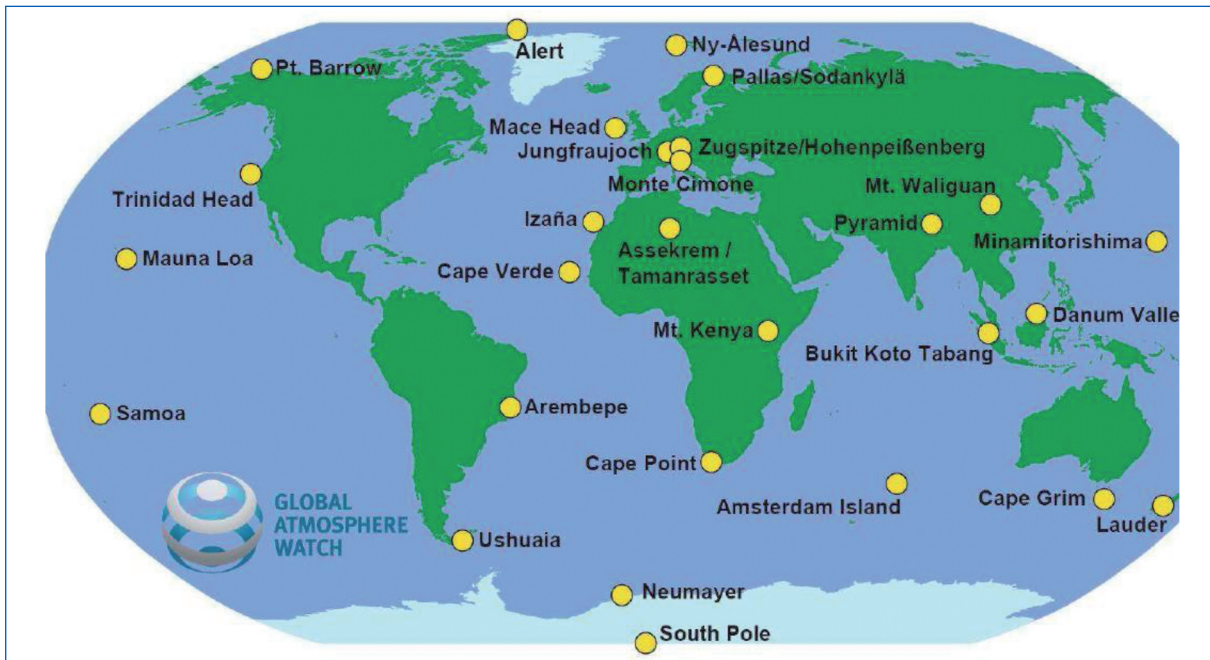 Alert
Ny-Ålesund
Pt. Barrow
Pallas/Sodankylä
Mace Head
Jungfraujoch
Zugspitze/Hohenpeißenberg
Monte Cimone
Mt. Waliguan
Trinidad Head
Izaña
Pyramid
Minamitorishima
Mauna Loa
Cape Verde
Assekrem /
Tamanrasset
Danum Valle
Mt. Kenya
Bukit Koto Tabang
Samoa
Arembepe
Cape Point
Amsterdam Island
Cape Grim
Lauder
GLOBAL
ATMOSPHERE
WATCH
Ushuaia
Neumayer
South Pole